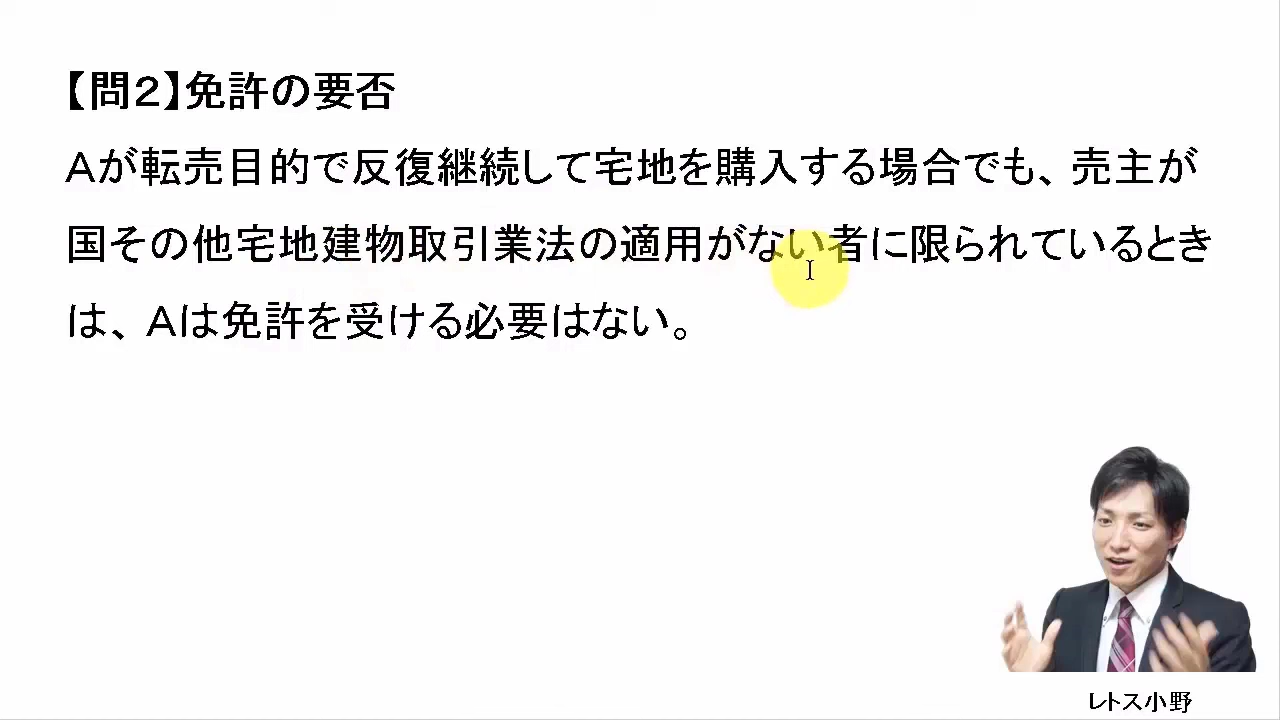 【問２】免許の要否
Ａが転売目的で反復継続して宅地を購入する場合でも、売主が
国その他宅地建物取引業法の適用がない者に限られているとき
は、Ａは免許を受ける必要はない。
レトス小野